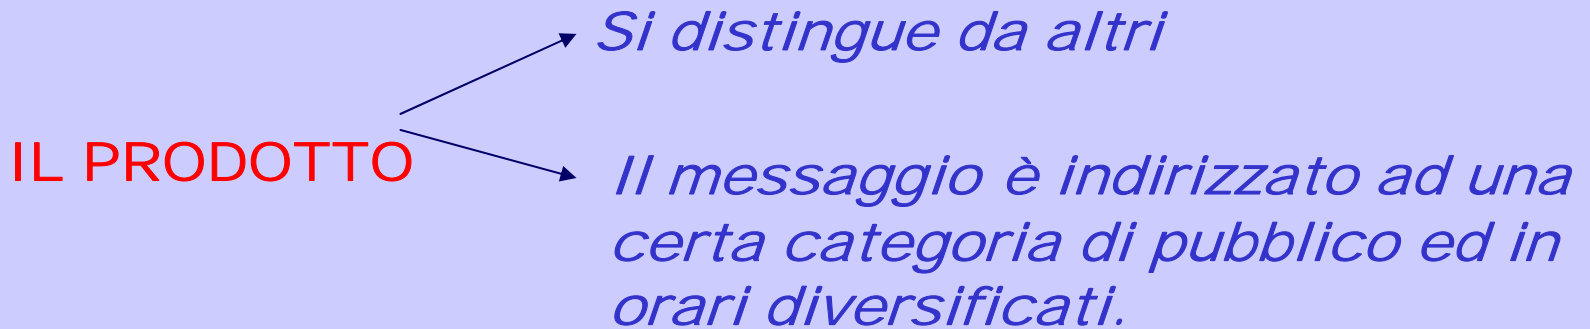 Si distingue da altri
IL PRODOTTO
Il messaggio è indirizzato ad una
certa categoria di pubblico ed in
orari diversificati.